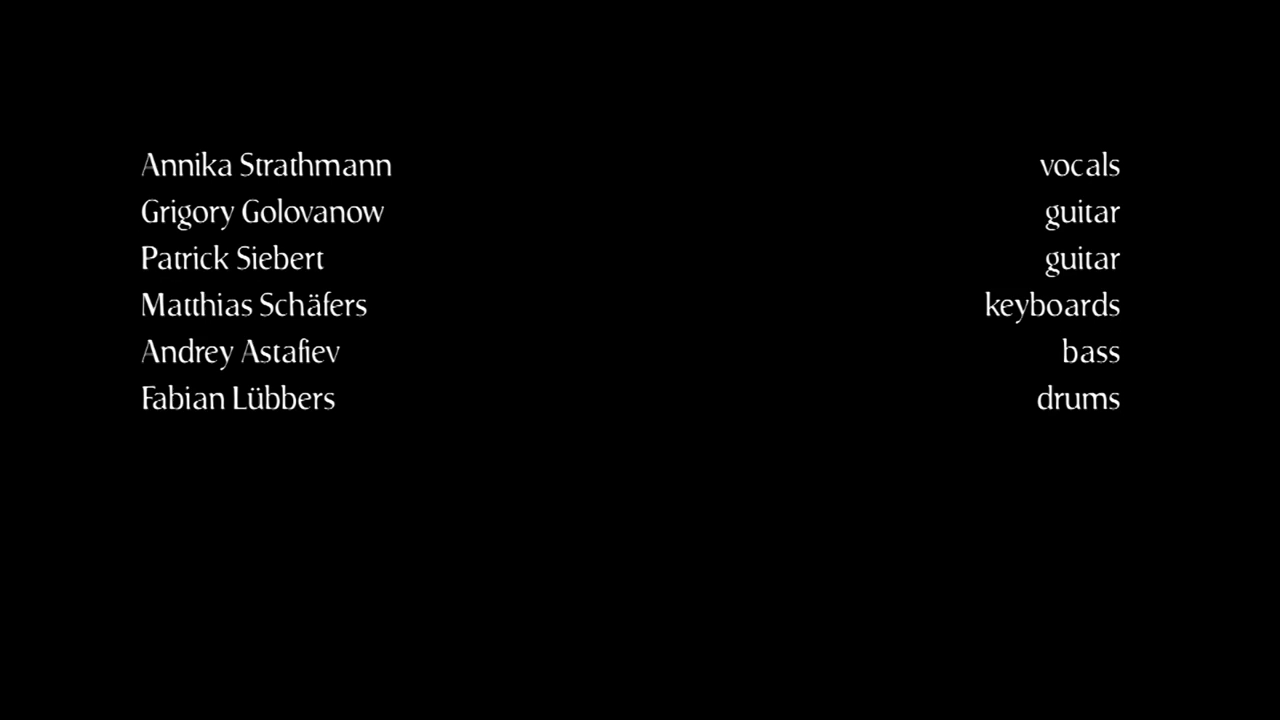 Annika Strathmann vocals
Grigory Golovanow guitar
Patrick Siebert guitar
Matthias Schäfers keyboards
Andrey Astafiev bass
Fabian Lübbers drums